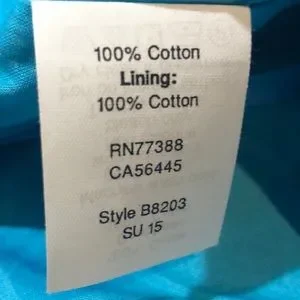 100% Cotton
Lining:
100% Cotton
RN77388
CA56445
Style B8203
SU 15